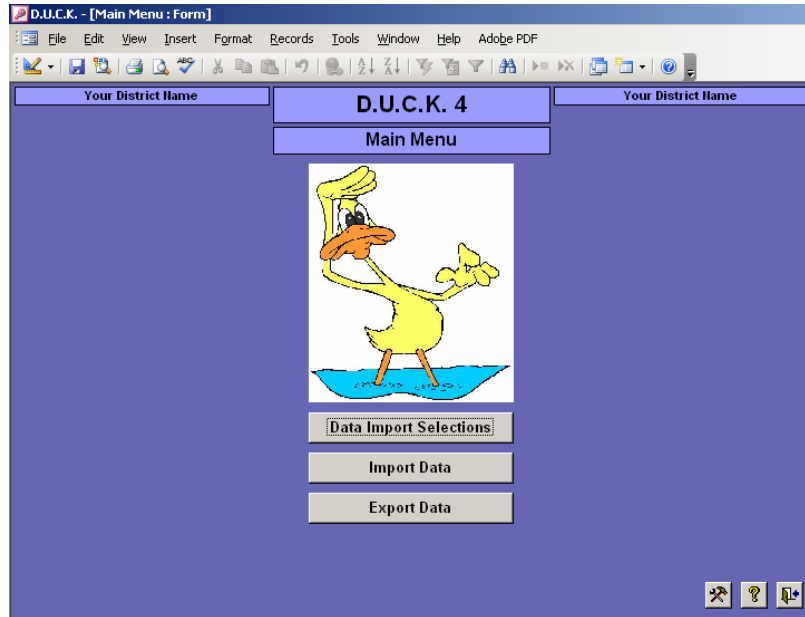 D.U.C.K. - [Main Menu : Form]
File Edit View Insert Format Records Tools Window Help Adobe PDF
Your District Name
D.U.C.K. 4
Your District Name
Main Menu
Data Import Selections
Import Data
Export Data